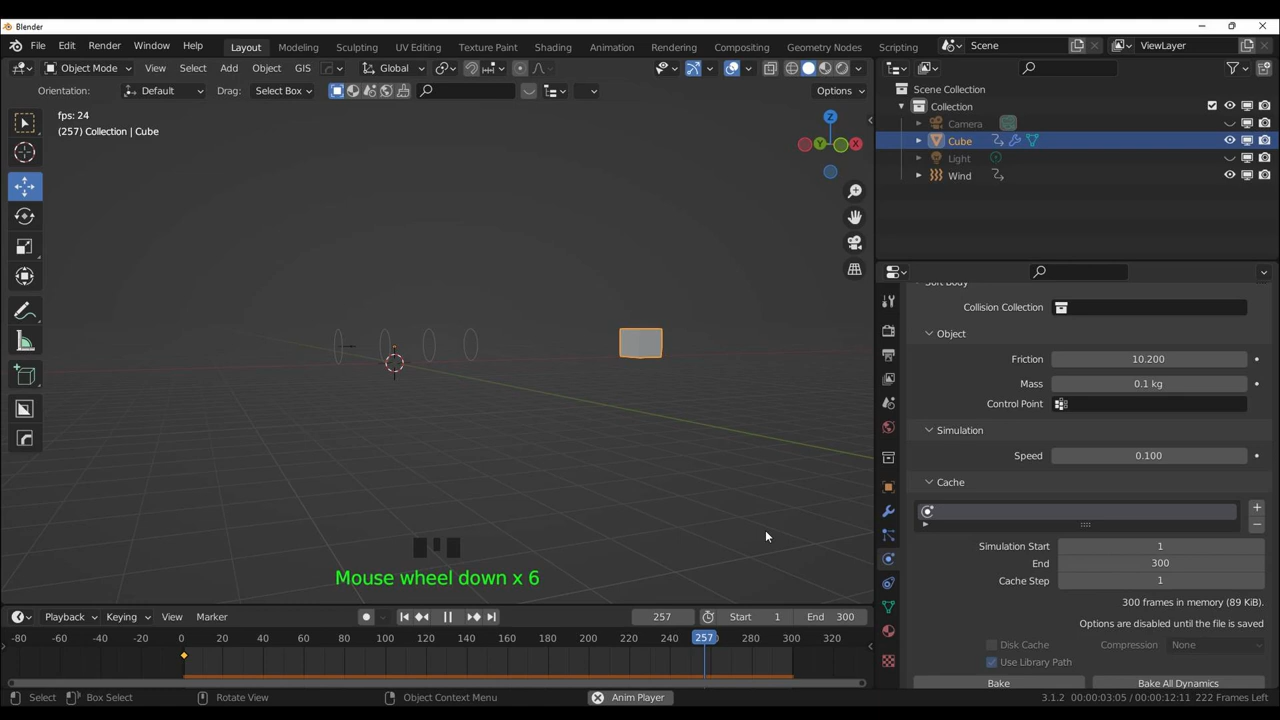 Blender
File Edit Render Window Help Layout Modeling Sculpting UV Editing Texture Paint Shading Animation Rendering Compositing Geometry Nodes Scripting Scene ViewLayer
Object Mode View Select Add Object GIS Global
Orientation: Default Drag: Select Box Options
fps: 24
(257) Collection | Cube
Z
Y X
Scene Collection
Collection
Camera
Cube
Light
Wind
Collision Collection
Object
Friction 10.200
Mass 0.1 kg
Control Point
Simulation
Speed 0.100
Cache
Simulation Start 1
End 300
Cache Step 1
300 frames in memory (89 KiB).
Options are disabled until the file is saved
Disk Cache Compression None
Use Library Path
Bake Bake All Dynamics
Mouse wheel down x 6
Playback Keying View Marker 257 Start 1 End 300
-80 -60 -40 -20 0 20 40 60 80 100 120 140 160 180 200 220 240 257 280 300 320
Select Box Select Rotate View Object Context Menu Anim Player 3.1.2 00:00:03:05 / 00:00:12:11 222 Frames Left